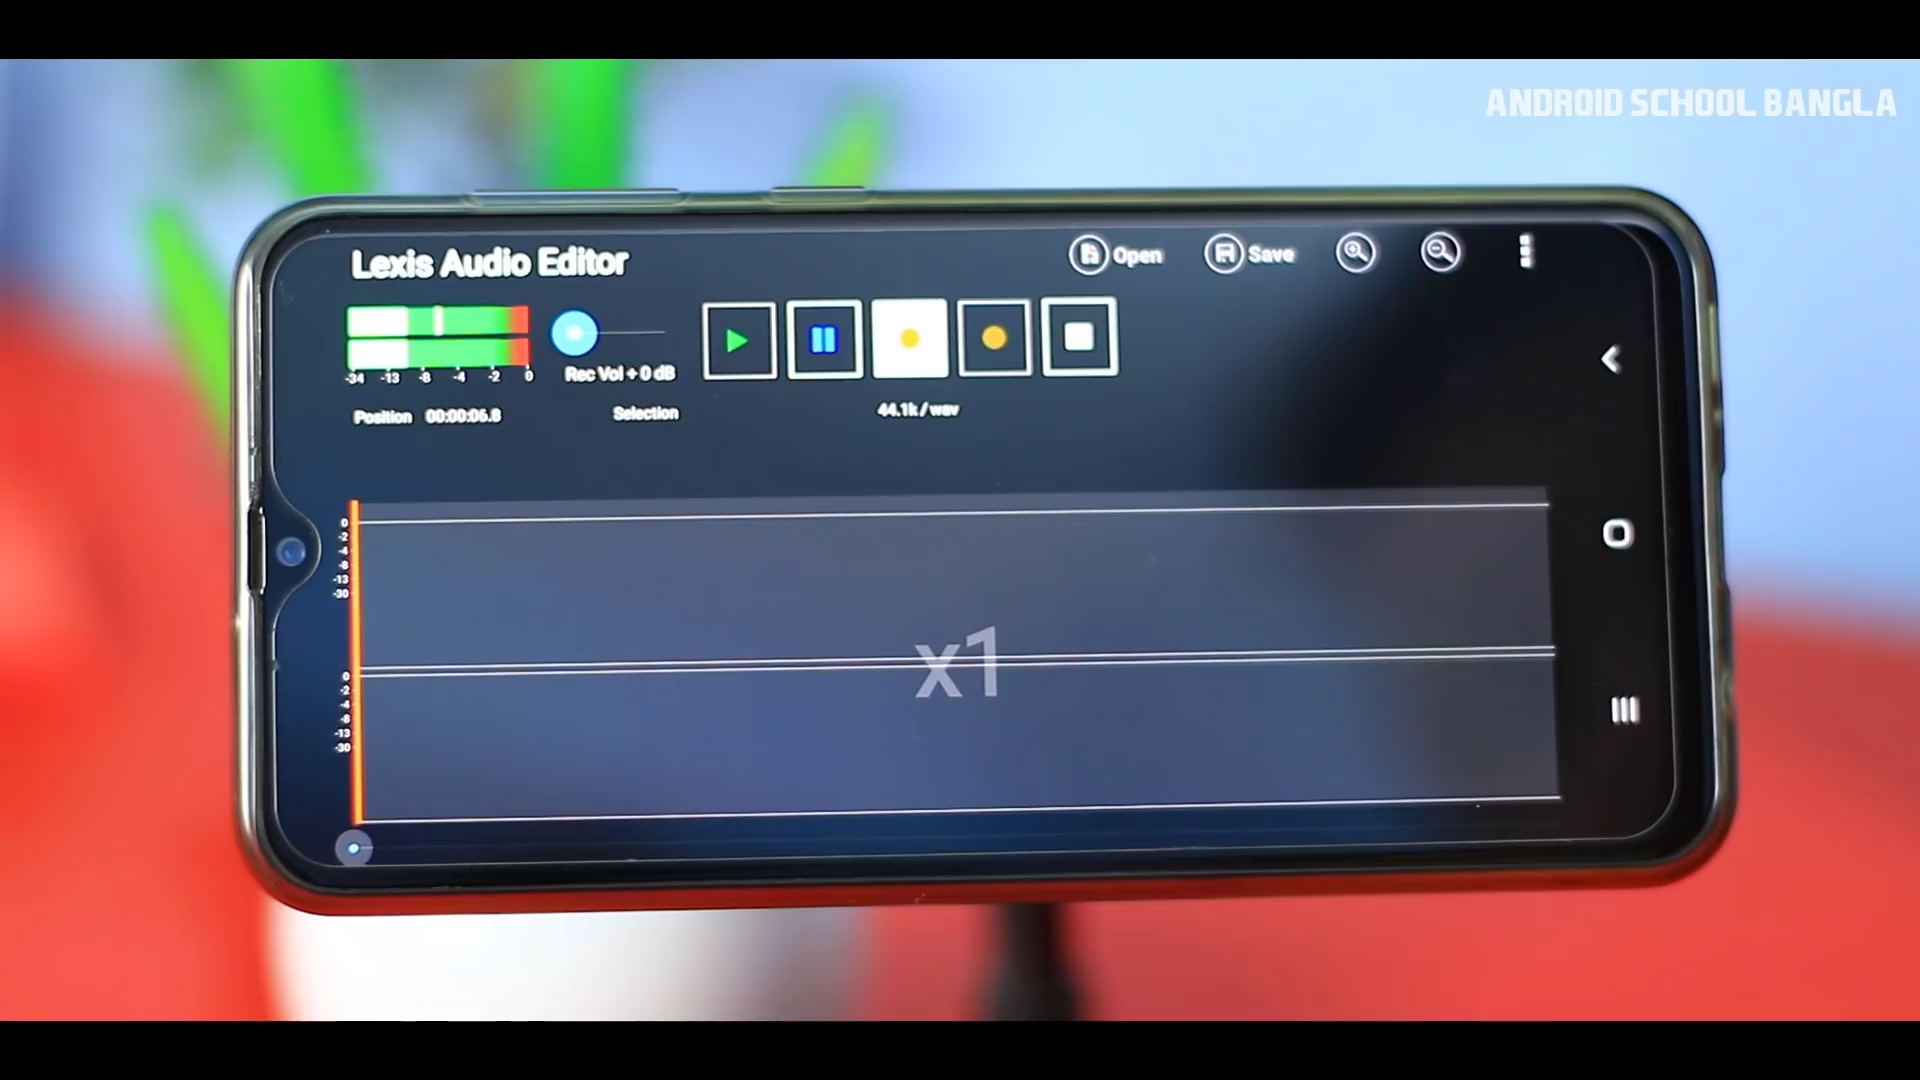 ANDROID SCHOOL BANGLA
Lexis Audio Editor
Open
Save
-34 -13 -8 -4 -2 0
Rec Vol + 0 dB
Position 00:00:06.8
Selection
44.1k / wav
0
-2
-4
-8
-13
-30
x1
0
-2
-4
-8
-13
-30